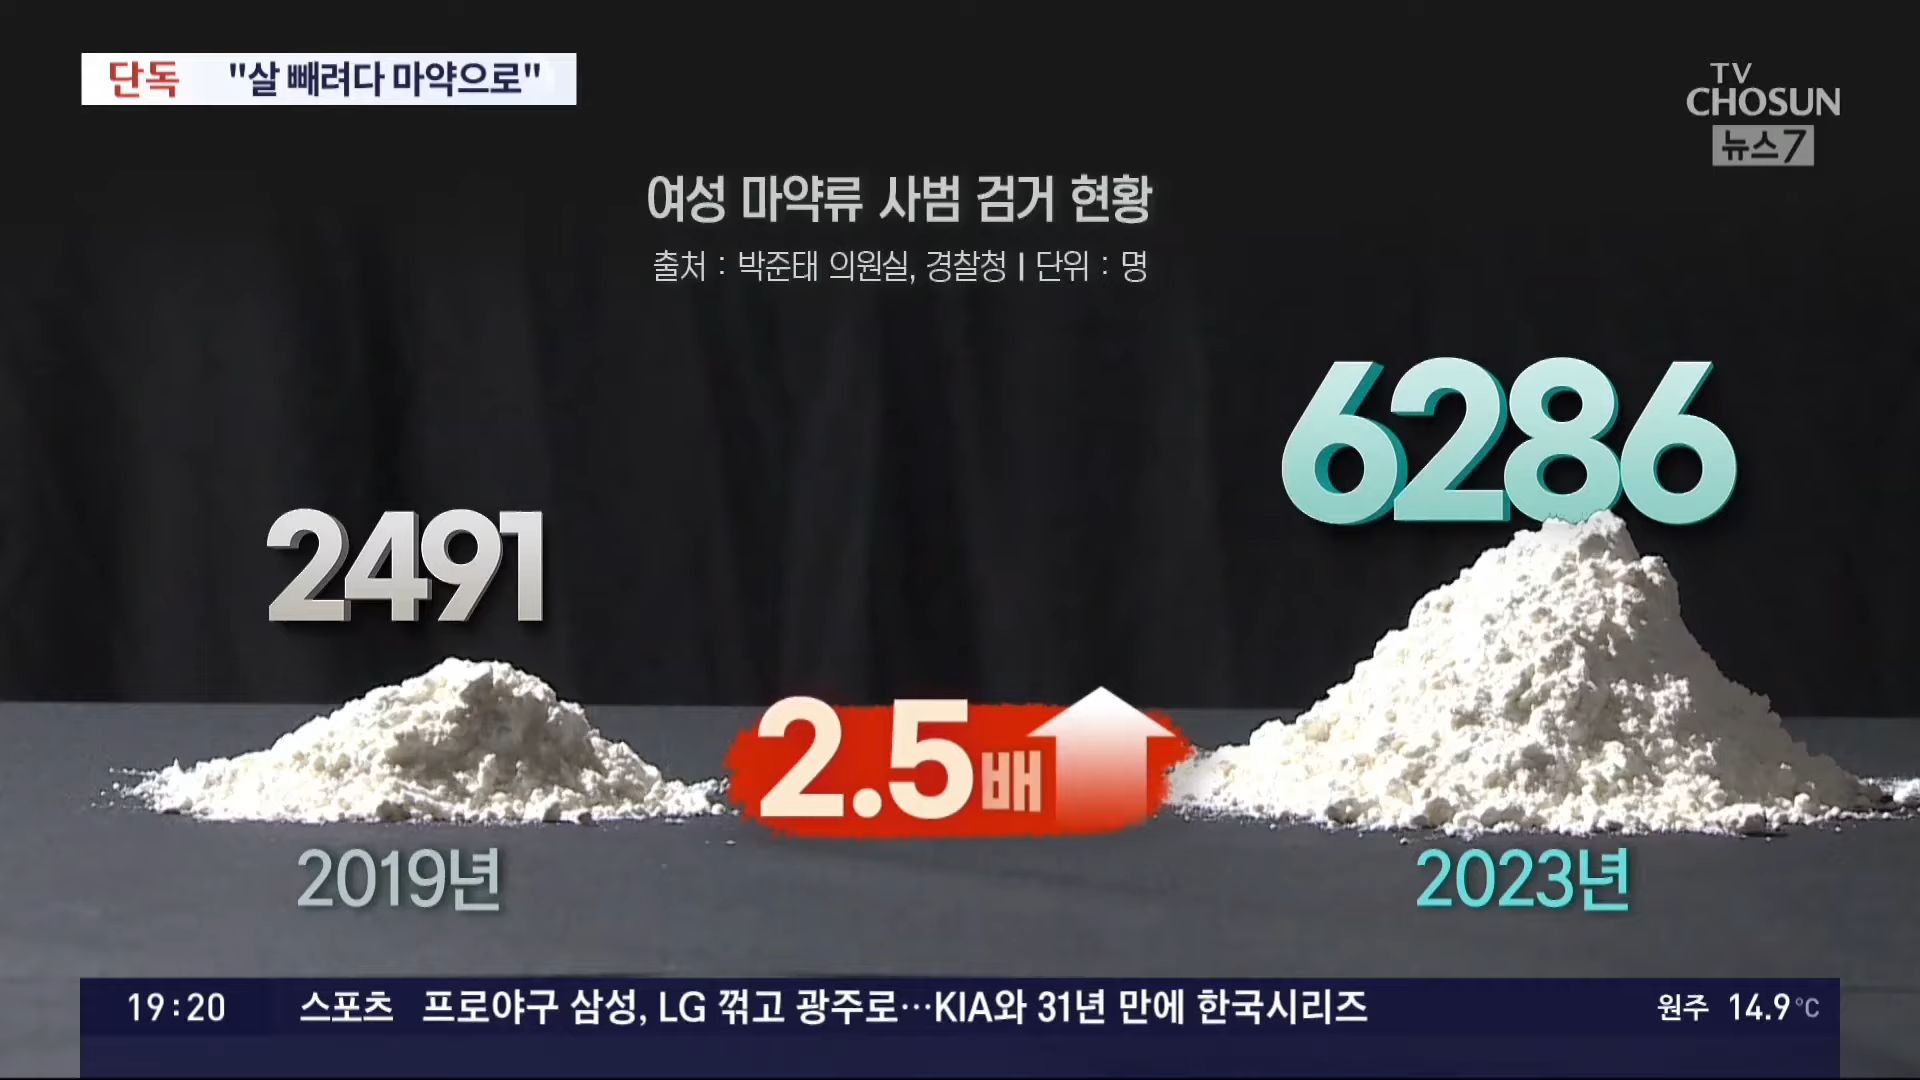 단독 "살 빼려다 마약으로"
TV
CHOSUN
뉴스7
여성 마약류 사범 검거 현황
출처 : 박준태 의원실, 경찰청 | 단위 : 명
6286
2491
2.5배
2019년
2023년
19:20 스포츠 프로야구 삼성, LG 꺾고 광주로…KIA와 31년 만에 한국시리즈 원주 14.9℃